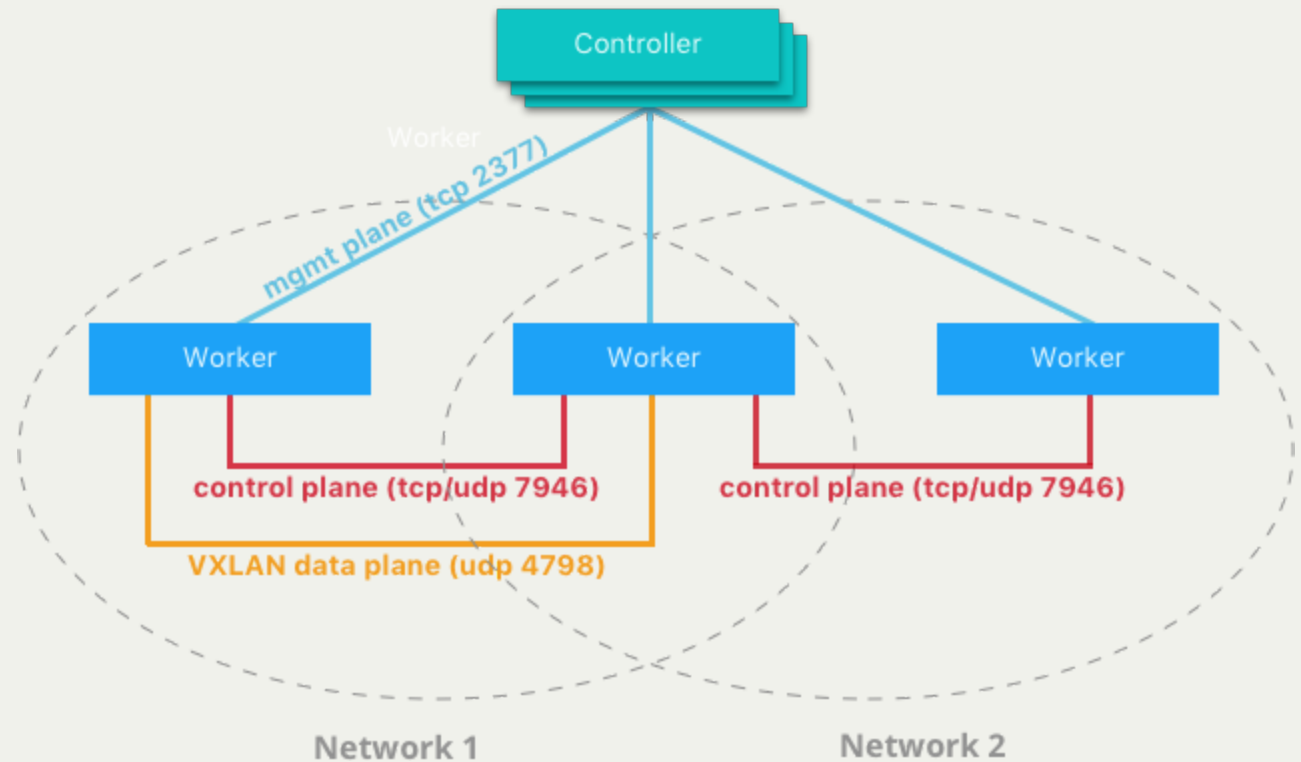 Controller
Worker
mgmt plane (tcp 2377)
Worker
Worker
Worker
control plane (tcp/udp 7946)
control plane (tcp/udp 7946)
VXLAN data plane (udp 4798)
Network 1
Network 2